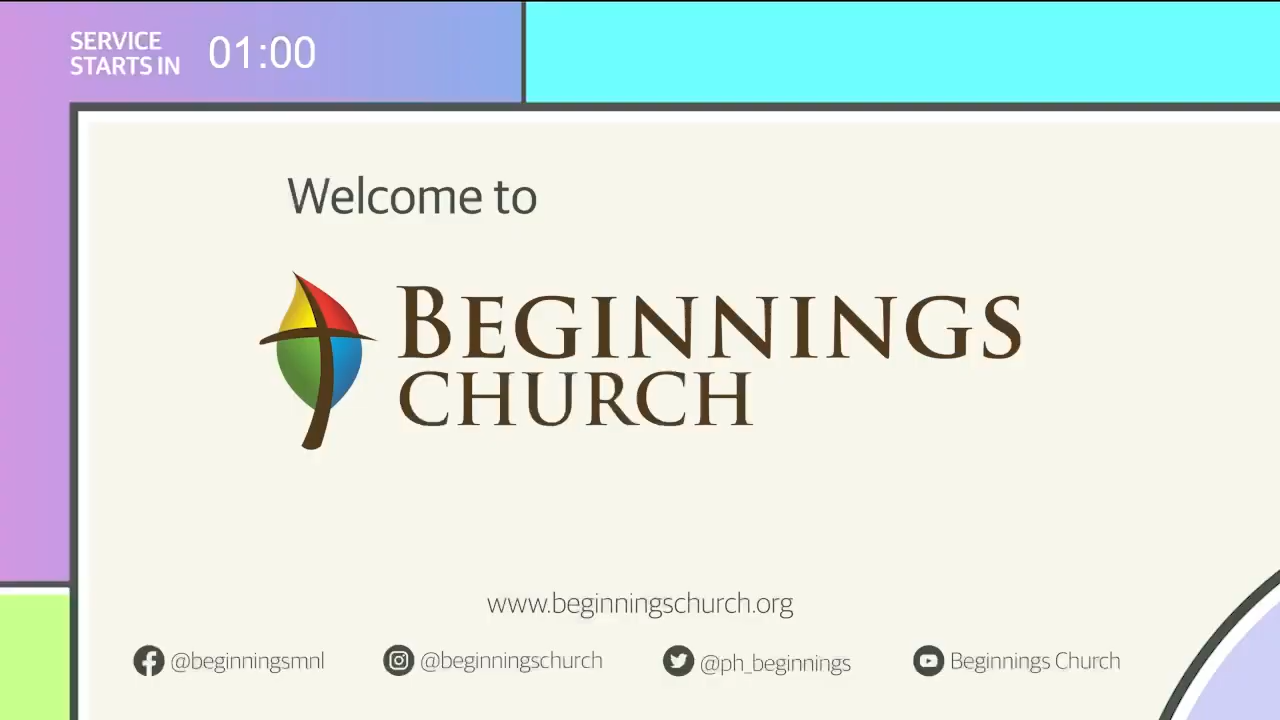 SERVICE
STARTS IN
01:00
Welcome to
BEGINNINGS
CHURCH
www.beginningschurch.org
@beginningsmnl
@beginningschurch
@ph_beginnings
Beginnings Church